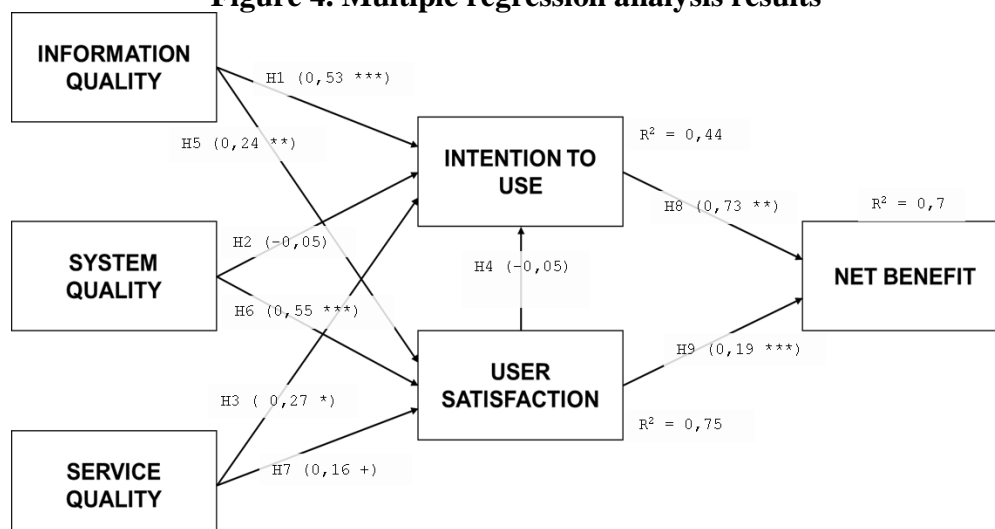 Figure 4. Multiple regression analysis results
INFORMATION
QUALITY
H1 (0,53 ***)
H5 (0,24 **)
INTENTION TO
USE
R² = 0,44
H8 (0,73 **)
R² = 0,7
H2 (-0,05)
SYSTEM
QUALITY
H4 (-0,05)
NET BENEFIT
H6 (0,55 ***)
H9 (0,19 ***)
USER
SATISFACTION
H3 ( 0,27 *)
R² = 0,75
SERVICE
QUALITY
H7 (0,16 +)